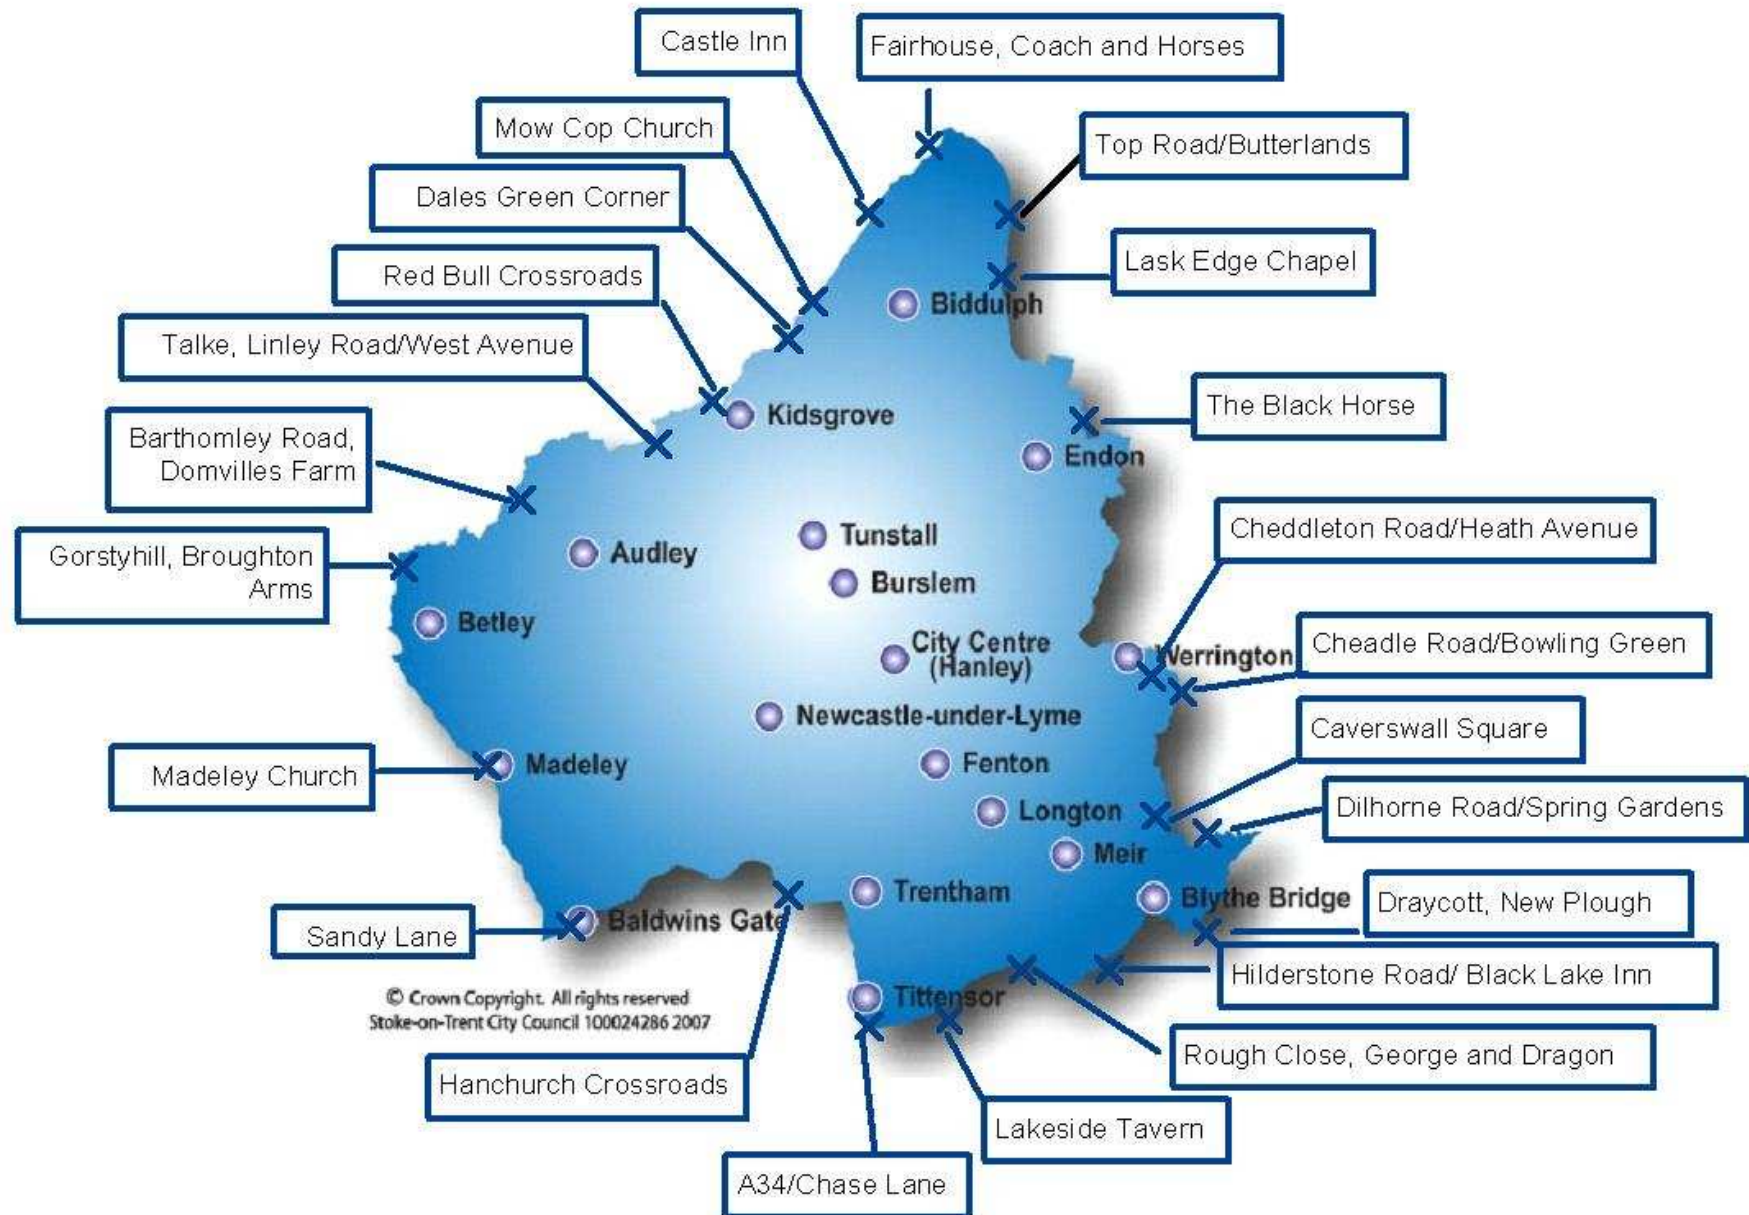 Castle Inn
Fairhouse, Coach and Horses
Mow Cop Church
Top Road/Butterlands
Dales Green Corner
Lask Edge Chapel
Red Bull Crossroads
Biddulph
Talke, Linley Road/West Avenue
The Black Horse
Kidsgrove
Barthomley Road,
Domvilles Farm
Endon
Cheddleton Road/Heath Avenue
Gorstyhill, Broughton
Arms
Audley
Tunstall
Burslem
Betley
City Centre
(Hanley)
Werrington
Cheadle Road/Bowling Green
Newcastle-under-Lyme
Caverswall Square
Madeley Church
Madeley
Fenton
Longton
Dilhorne Road/Spring Gardens
Meir
Trentham
Blythe Bridge
Draycott, New Plough
Sandy Lane
Baldwins Gate
Hilderstone Road/ Black Lake Inn
© Crown Copyright. All rights reserved
Stoke-on-Trent City Council 100024286 2007
Tittensor
Rough Close, George and Dragon
Hanchurch Crossroads
Lakeside Tavern
A34/Chase Lane